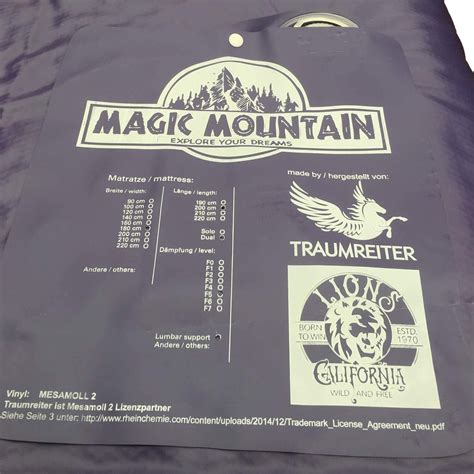 MAGIC MOUNTAIN
EXPLORE YOUR DREAMS
Matratze / mattress:
Breite / width:
90 cm
100 cm
120 cm
140 cm
160 cm
180 cm
200 cm
210 cm
220 cm
Andere / others:
Länge / length:
190 cm
200 cm
210 cm
220 cm
Solo
Dual
Dämpfung / level:
F0
F1
F2
F3
F4
F5
F6
F7
Lumbar support
Andere / others:
made by / hergestellt von:
TRAUMREITER
LIONS
BORN TO WIN
ESTD. 1970
CALIFORNIA
WILD AND FREE
Vinyl: MESAMOLL 2
Traumreiter ist Mesamoll 2 Lizenzpartner
Siehe Seite 3 unter: http://www.rheinchemie.com/content/uploads/2014/12/Trademark_License_Agreement_neu.pdf